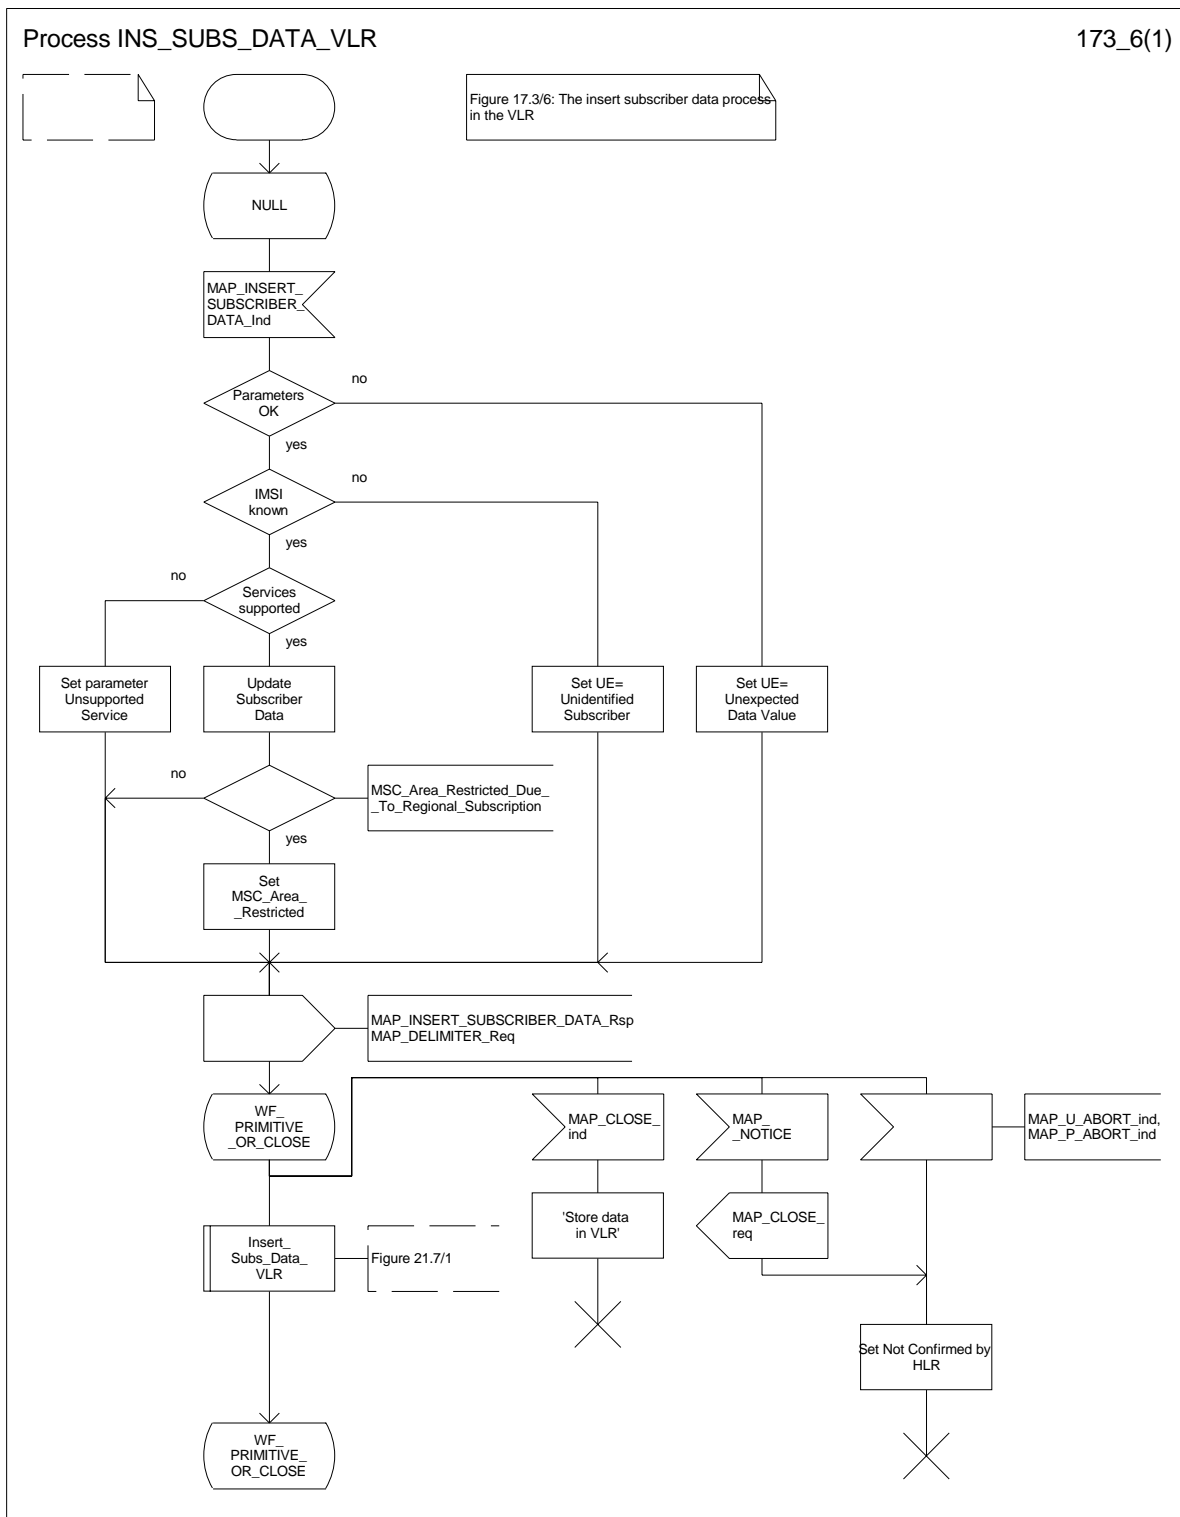 Process INS_SUBS_DATA_VLR
173_6(1)
Figure 17.3/6: The insert subscriber data process
in the VLR
NULL
MAP_INSERT_
SUBSCRIBER_
DATA_Ind
Parameters
OK
no
yes
IMSI
known
no
yes
Services
supported
no
yes
Set parameter
Unsupported
Service
Update
Subscriber
Data
Set UE=
Unidentified
Subscriber
Set UE=
Unexpected
Data Value
no
MSC_Area_Restricted_Due_
_To_Regional_Subscription
yes
Set
MSC_Area_
_Restricted
MAP_INSERT_SUBSCRIBER_DATA_Rsp
MAP_DELIMITER_Req
WF_
PRIMITIVE
_OR_CLOSE
MAP_CLOSE_
ind
MAP_
_NOTICE
MAP_U_ABORT_ind,
MAP_P_ABORT_ind
'Store data
in VLR'
MAP_CLOSE_
req
Insert_
Subs_Data_
VLR
Figure 21.7/1
Set Not Confirmed by
HLR
WF_
PRIMITIVE_
OR_CLOSE